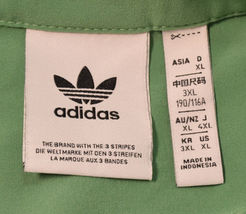 adidas
THE BRAND WITH THE 3 STRIPES
DIE WELTMARKE MIT DEN 3 STREIFEN
LA MARQUE AUX 3 BANDES
ASIA D
XL XL
中国尺码
3XL
190/116A
AU/NZ J
XL 4XL
KR US
3XL XL
MADE IN
INDONESIA